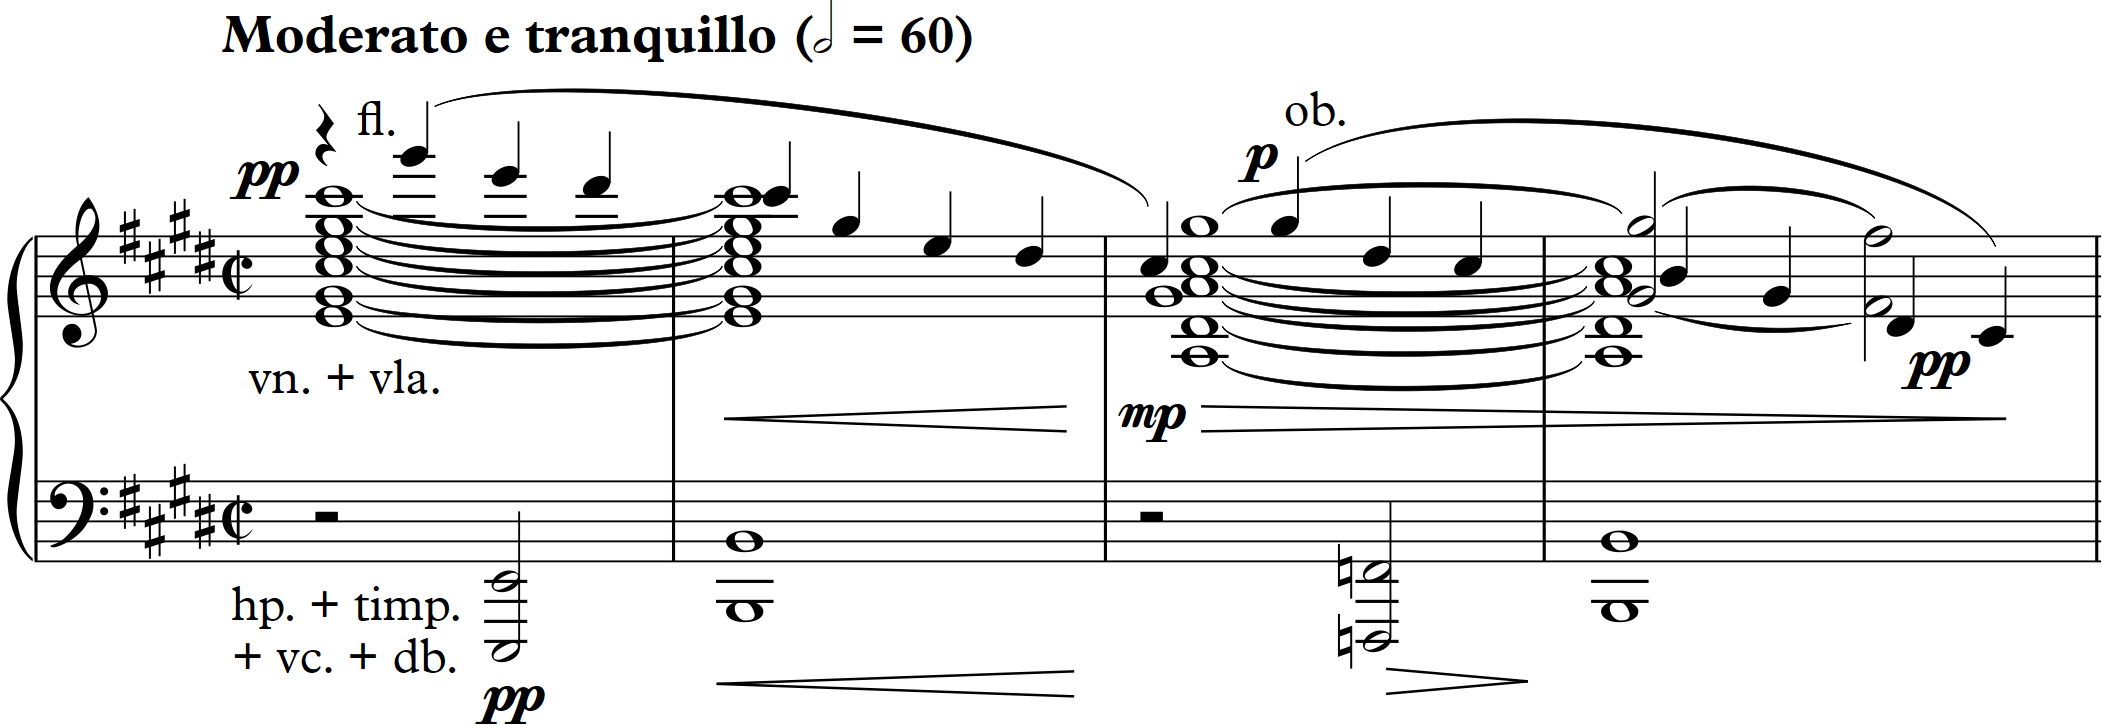 Moderato e tranquillo (𝅗𝅥 = 60)
fl.
ob.
pp
p
vn. + vla.
pp
mp
hp. + timp.
+ vc. + db.
pp